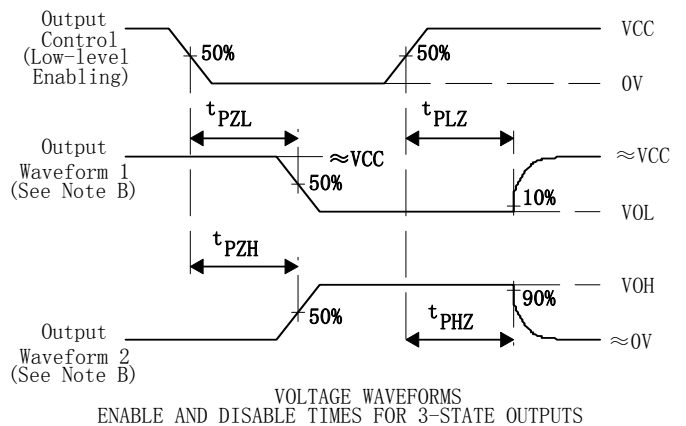 Output
Control
(Low-level
Enabling)
50%
50%
VCC
0V
tPZL
tPLZ
Output
Waveform 1
(See Note B)
≈VCC
50%
10%
≈VCC
VOL
tPZH
tPHZ
Output
Waveform 2
(See Note B)
50%
90%
VOH
≈0V
VOLTAGE WAVEFORMS
ENABLE AND DISABLE TIMES FOR 3-STATE OUTPUTS